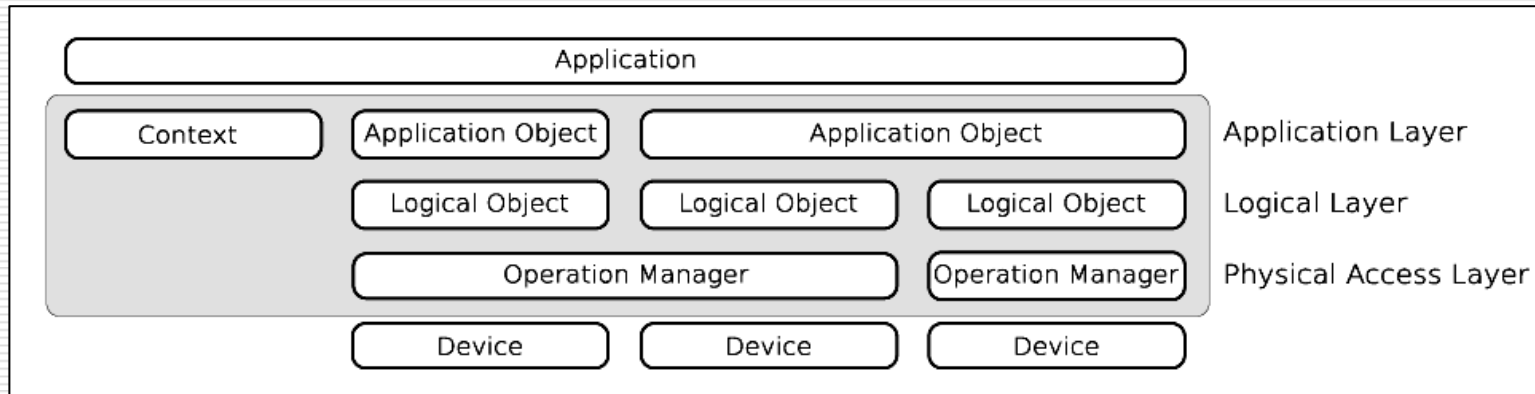 Application
Context Application Object Application Object Application Layer
Logical Object Logical Object Logical Object Logical Layer
Operation Manager Operation Manager Physical Access Layer
Device Device Device